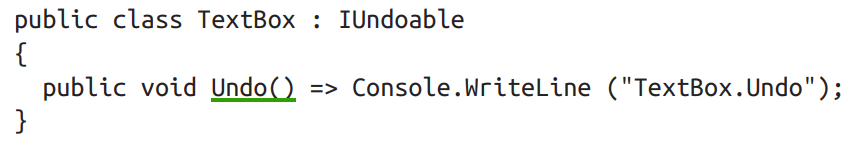 public class TextBox : IUndoable
{
  public void Undo() => Console.WriteLine ("TextBox.Undo");
}